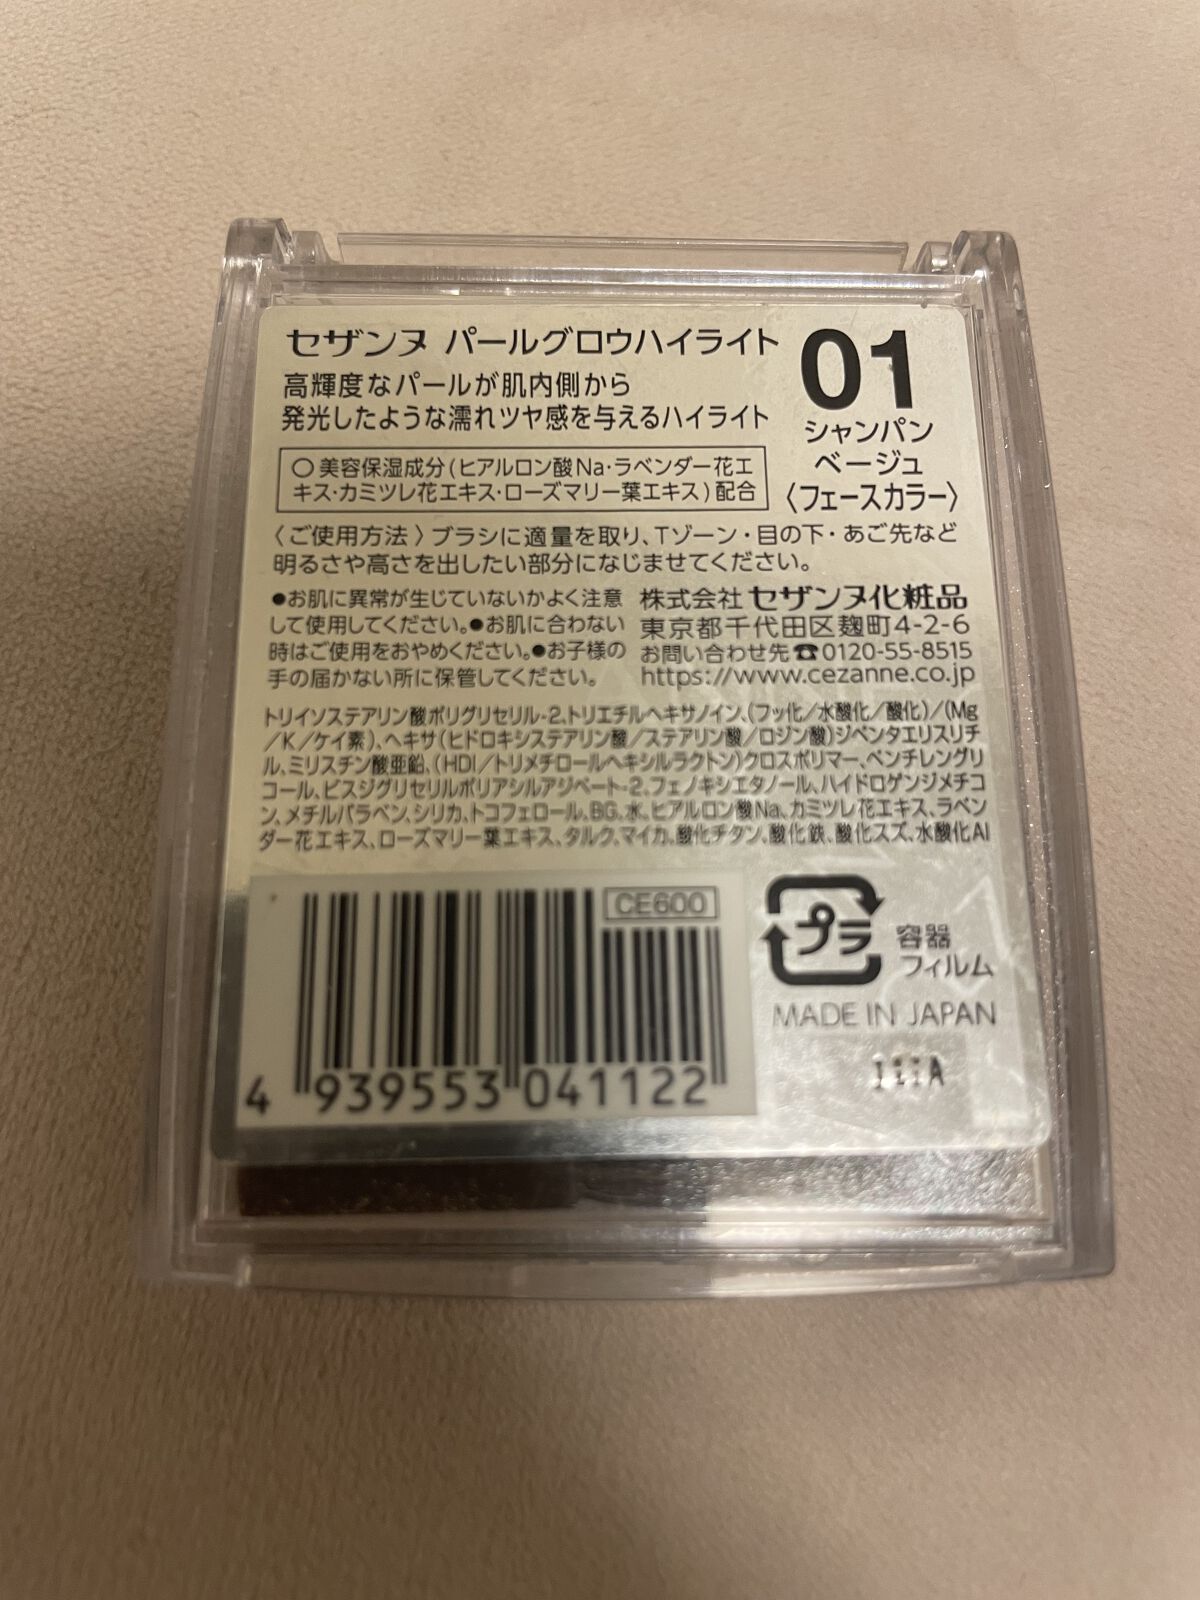 セザンヌ パールグロウハイライト
高輝度なパールが肌内側から
発光したような濡れツヤ感を与えるハイライト
01
シャンパン
ベージュ
〈フェースカラー〉
○美容保湿成分(ヒアルロン酸Na・ラベンダー花エ
キス・カミツレ花エキス・ローズマリー葉エキス)配合
〈ご使用方法〉ブラシに適量を取り、Tゾーン・目の下・あご先など
明るさや高さを出したい部分になじませてください。
●お肌に異常が生じていないかよく注意
して使用してください。●お肌に合わない
時はご使用をおやめください。●お子様の
手の届かない所に保管してください。
株式会社 セザンヌ化粧品
東京都千代田区麹町4-2-6
お問い合わせ先☎0120-55-8515
https://www.cezanne.co.jp
トリイソステアリン酸ポリグリセリル-2、トリエチルヘキサノイン、(フッ化/水酸化/酸化)/(Mg
/K/ケイ素)、ヘキサ(ヒドロキシステアリン酸/ステアリン酸/ロジン酸)ジペンタエリスリチ
ル、ミリスチン酸亜鉛、(HDI/トリメチロールヘキシルラクトン)クロスポリマー、ペンチレングリ
コール、ビスジグリセリルポリアシルアジペート-2、フェノキシエタノール、ハイドロゲンジメチコ
ン、メチルパラベン、シリカ、トコフェロール、BG、水、ヒアルロン酸Na、カミツレ花エキス、ラベン
ダー花エキス、ローズマリー葉エキス、タルク、マイカ、酸化チタン、酸化鉄、酸化スズ、水酸化Al
CE600
4 939553 041122
プラ
容器
フィルム
MADE IN JAPAN